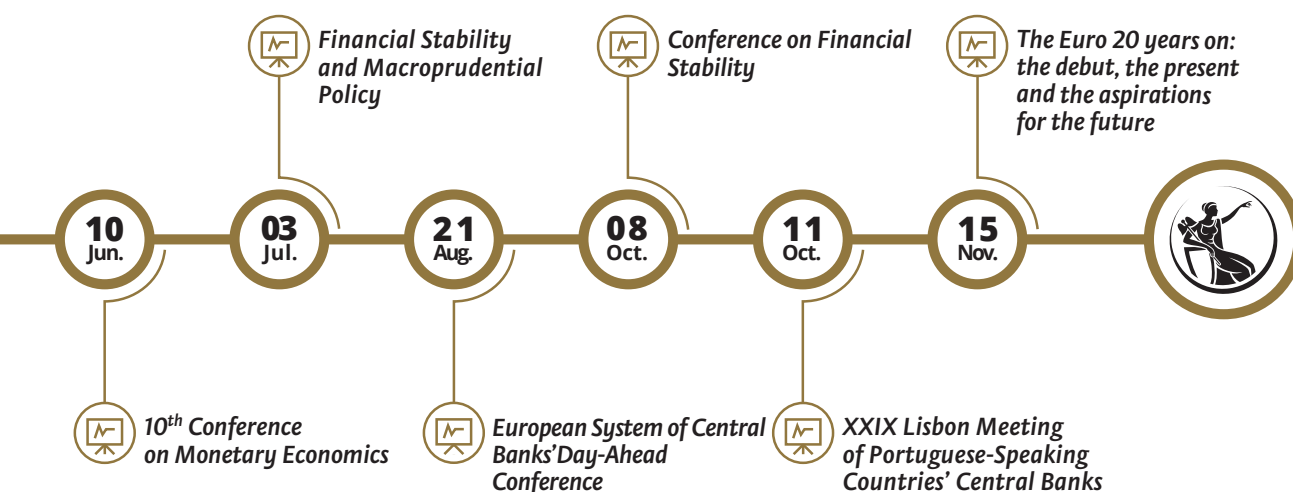 Financial Stability
and Macroprudential
Policy
Conference on Financial
Stability
The Euro 20 years on:
the debut, the present
and the aspirations
for the future
10
Jun.
03
Jul.
21
Aug.
08
Oct.
11
Oct.
15
Nov.
10th Conference
on Monetary Economics
European System of Central
Banks'Day-Ahead
Conference
XXIX Lisbon Meeting
of Portuguese-Speaking
Countries' Central Banks